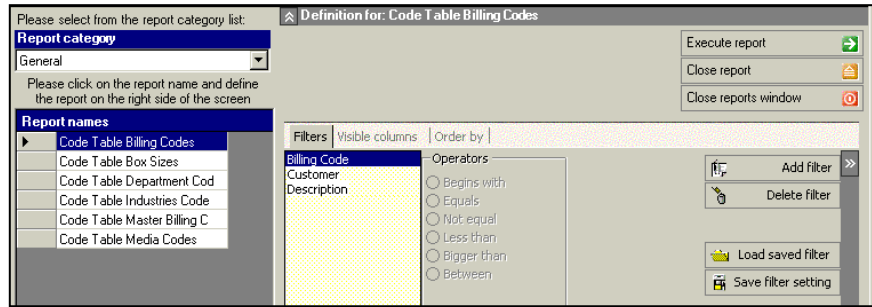 Please select from the report category list:
Report category
General
Please click on the report name and define
the report on the right side of the screen
Report names
Code Table Billing Codes
Code Table Box Sizes
Code Table Department Cod
Code Table Industries Code
Code Table Master Billing C
Code Table Media Codes
Definition for: Code Table Billing Codes
Execute report
Close report
Close reports window
Filters Visible columns Order by
Billing Code
Customer
Description
Operators
Begins with
Equals
Not equal
Less than
Bigger than
Between
Add filter
Delete filter
Load saved filter
Save filter setting